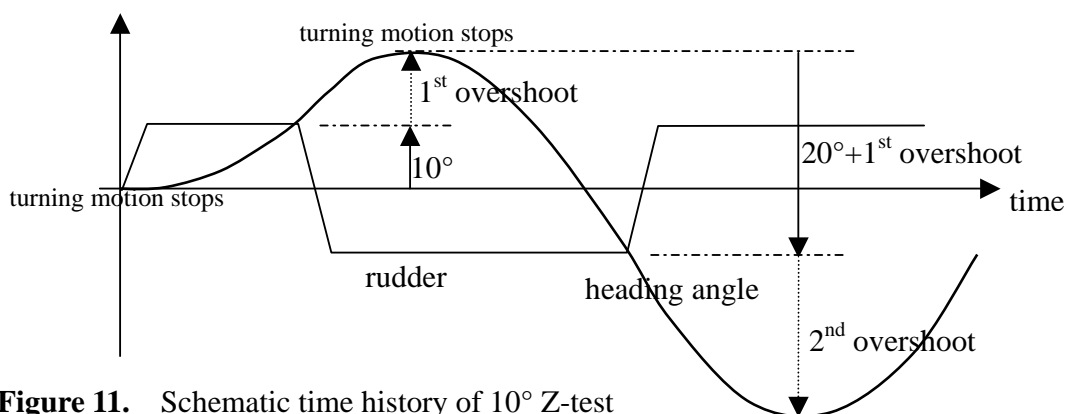 turning motion stops
1st overshoot
10°
20°+1st overshoot
turning motion stops
time
rudder
heading angle
2nd overshoot
Figure 11. Schematic time history of 10° Z-test